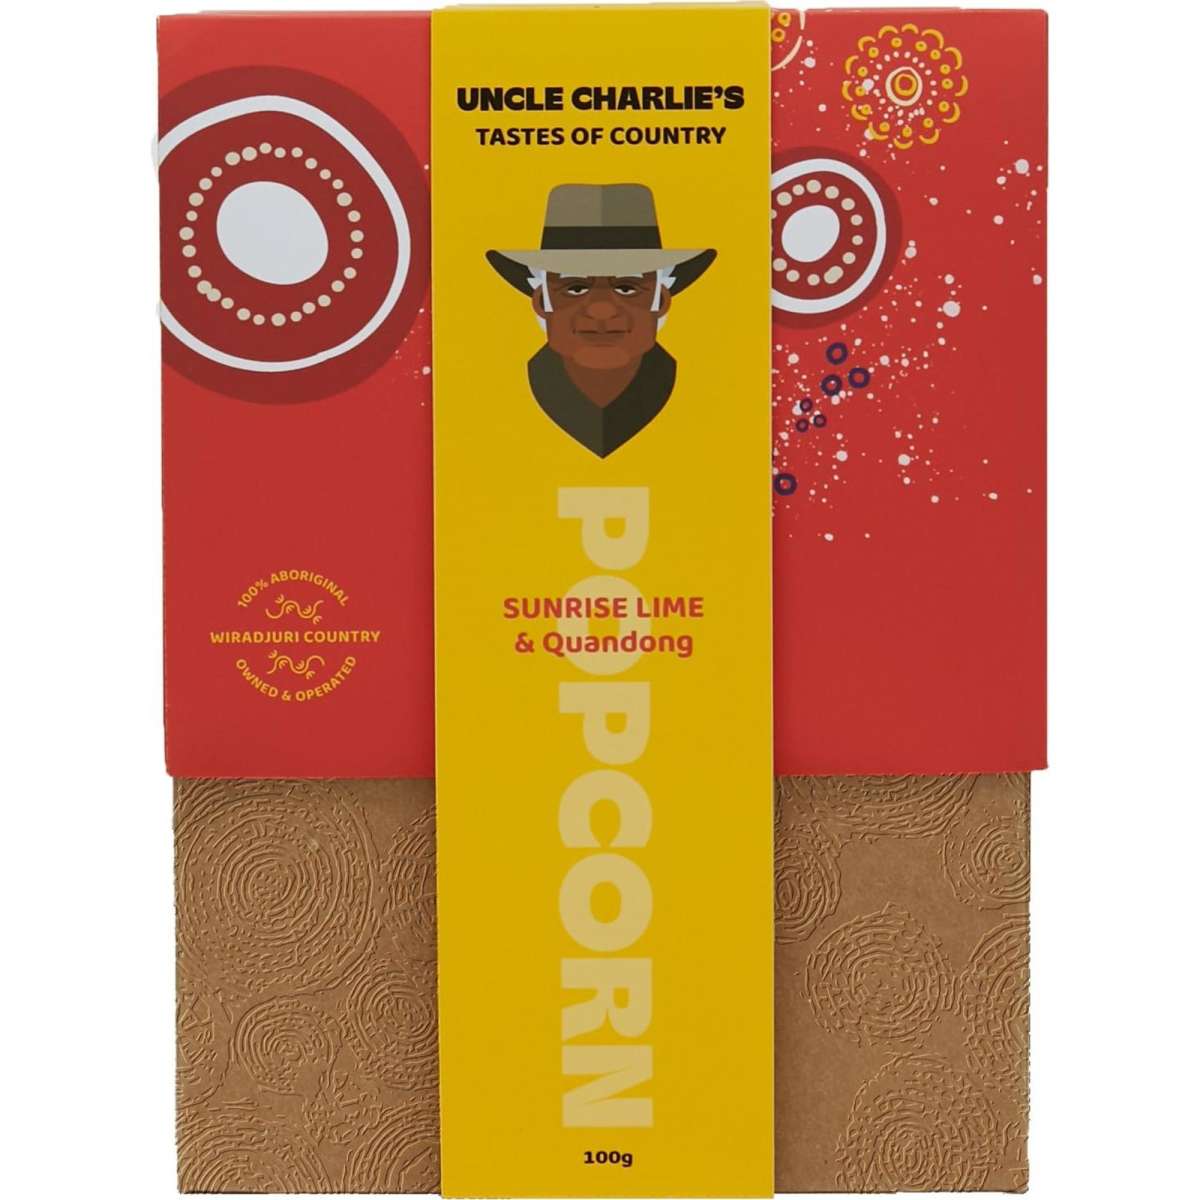 UNCLE CHARLIE'S
TASTES OF COUNTRY
POPCORN
SUNRISE LIME
& Quandong
100g
100% ABORIGINAL
WIRADJURI COUNTRY
OWNED & OPERATED